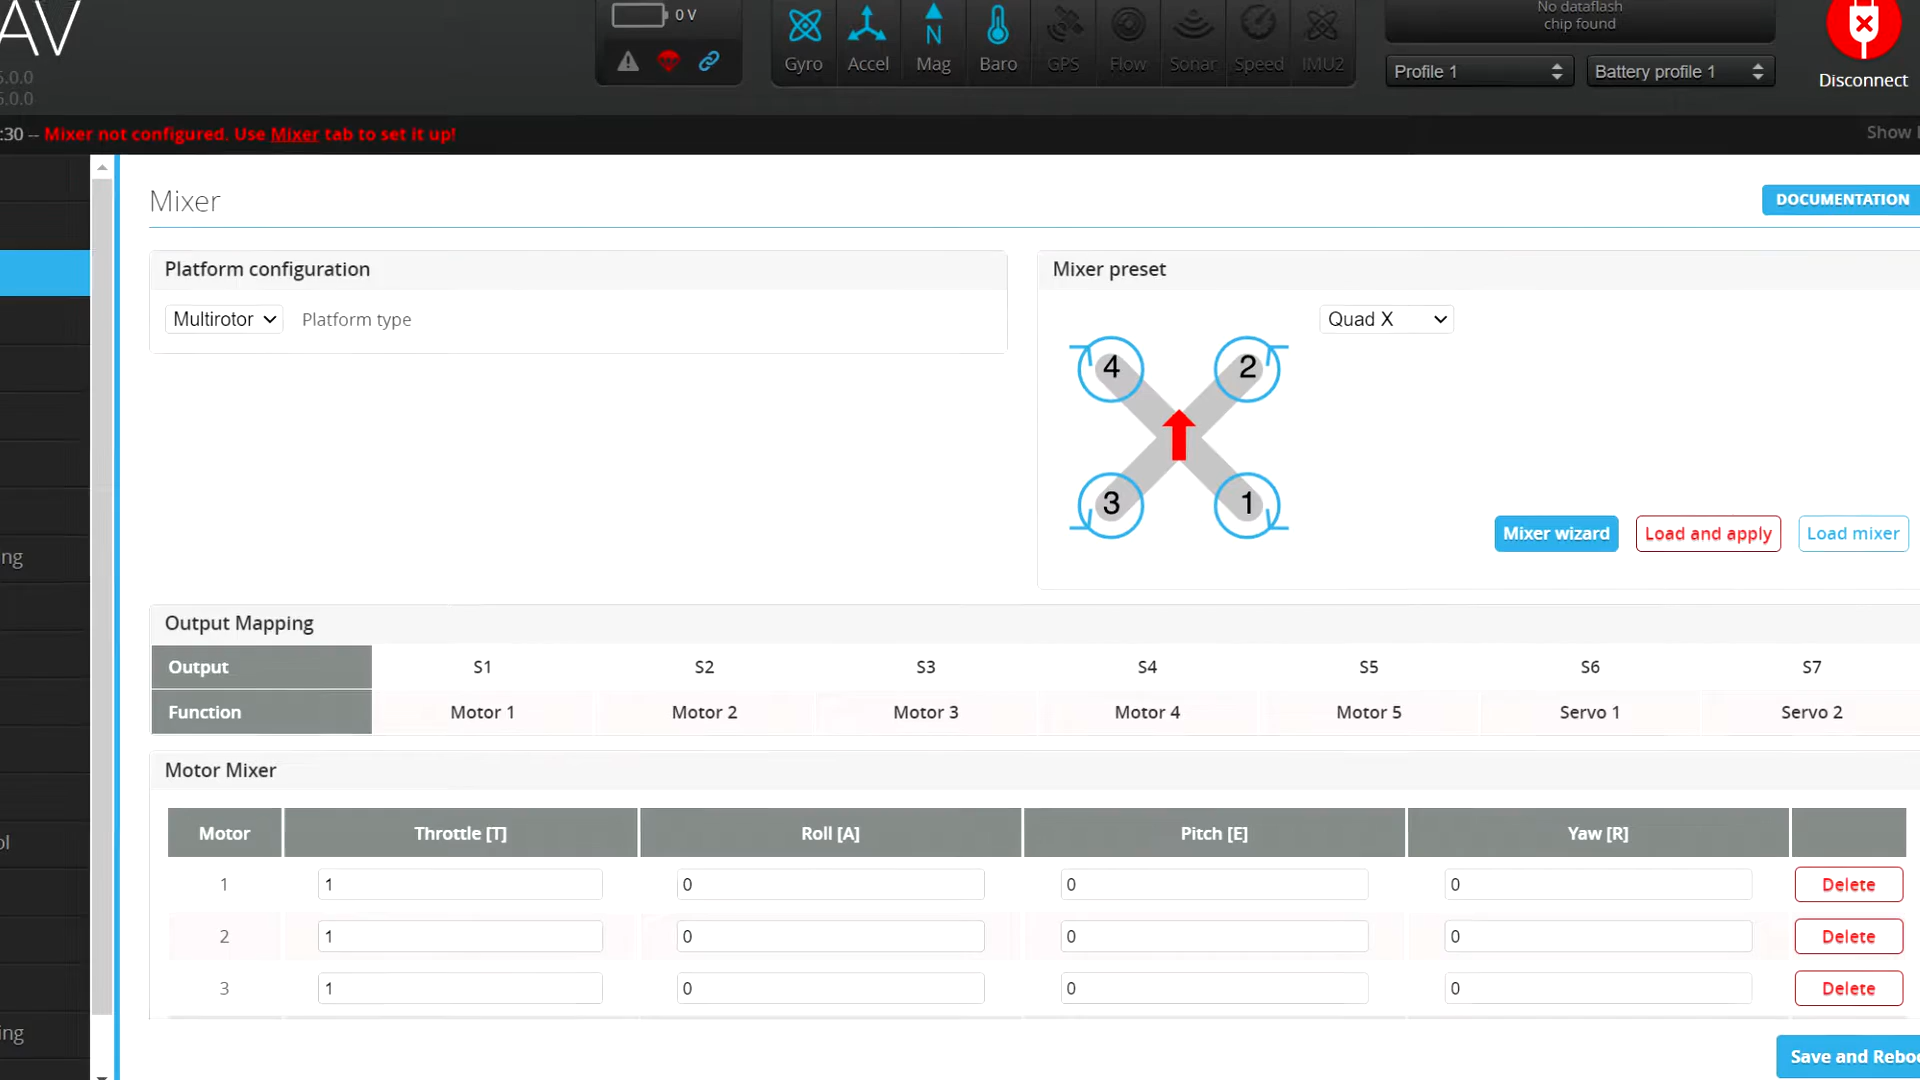 AV
0 V
No dataflash
chip found
Gyro Accel Mag Baro GPS Flow Sonar Speed IMU2
Profile 1 Battery profile 1
Disconnect
5.0.0
5.0.0
:30 -- Mixer not configured. Use Mixer tab to set it up!
Show
Mixer
DOCUMENTATION
Platform configuration
Mixer preset
Multirotor Platform type
Quad X
4 2
3 1
N
Mixer wizard Load and apply Load mixer
ng
Output Mapping
Output S1 S2 S3 S4 S5 S6 S7
Function Motor 1 Motor 2 Motor 3 Motor 4 Motor 5 Servo 1 Servo 2
Motor Mixer
Motor Throttle [T] Roll [A] Pitch [E] Yaw [R]
ol
1 1 0 0 0 Delete
2 1 0 0 0 Delete
3 1 0 0 0 Delete
ing
Save and Reboo